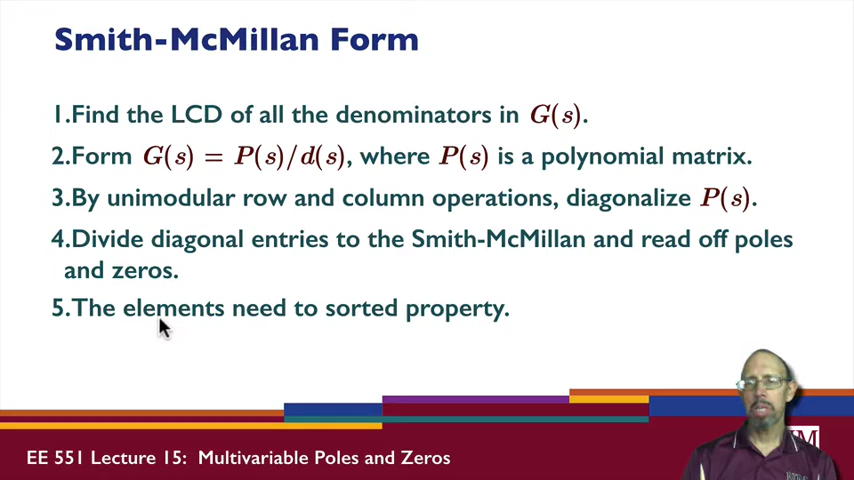 Smith-McMillan Form
1.Find the LCD of all the denominators in G(s).
2.Form G(s) = P(s)/d(s), where P(s) is a polynomial matrix.
3.By unimodular row and column operations, diagonalize P(s).
4.Divide diagonal entries to the Smith-McMillan and read off poles
and zeros.
5.The elements need to sorted property.
EE 551 Lecture 15: Multivariable Poles and Zeros